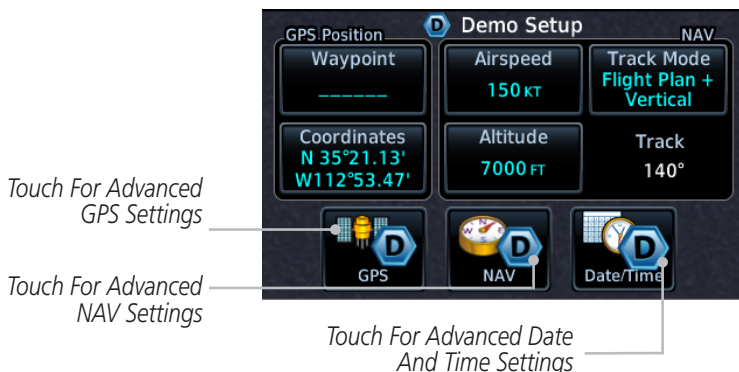 D Demo Setup
GPS Position
NAV
Waypoint
______
Airspeed
150 KT
Track Mode
Flight Plan +
Vertical
Coordinates
N 35°21.13'
W112°53.47'
Altitude
7000 FT
Track
140°
Touch For Advanced
GPS Settings
D
GPS
N
E
S
W
D
NAV
D
Date/Time
Touch For Advanced
NAV Settings
Touch For Advanced Date
And Time Settings